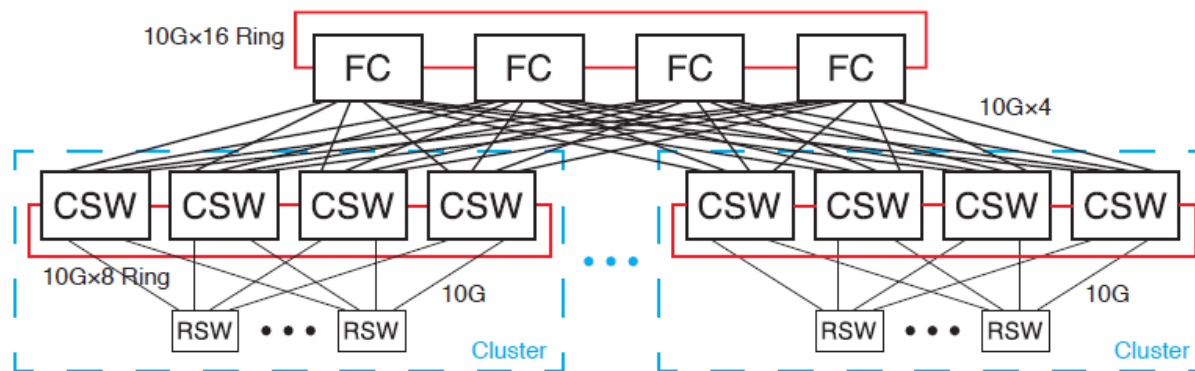 10G×16 Ring
FC FC FC FC
10G×4
CSW CSW CSW CSW CSW CSW CSW CSW
10G×8 Ring
10G
10G
RSW RSW RSW RSW
Cluster
Cluster